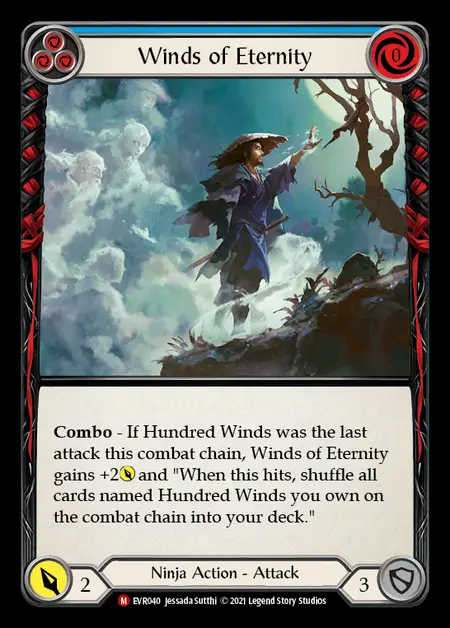 Winds of Eternity
0
Combo - If Hundred Winds was the last
attack this combat chain, Winds of Eternity
gains +2 and "When this hits, shuffle all
cards named Hundred Winds you own on
the combat chain into your deck."
2
Ninja Action - Attack
3
M EVR040 Jessada Sutthi © 2021 Legend Story Studios